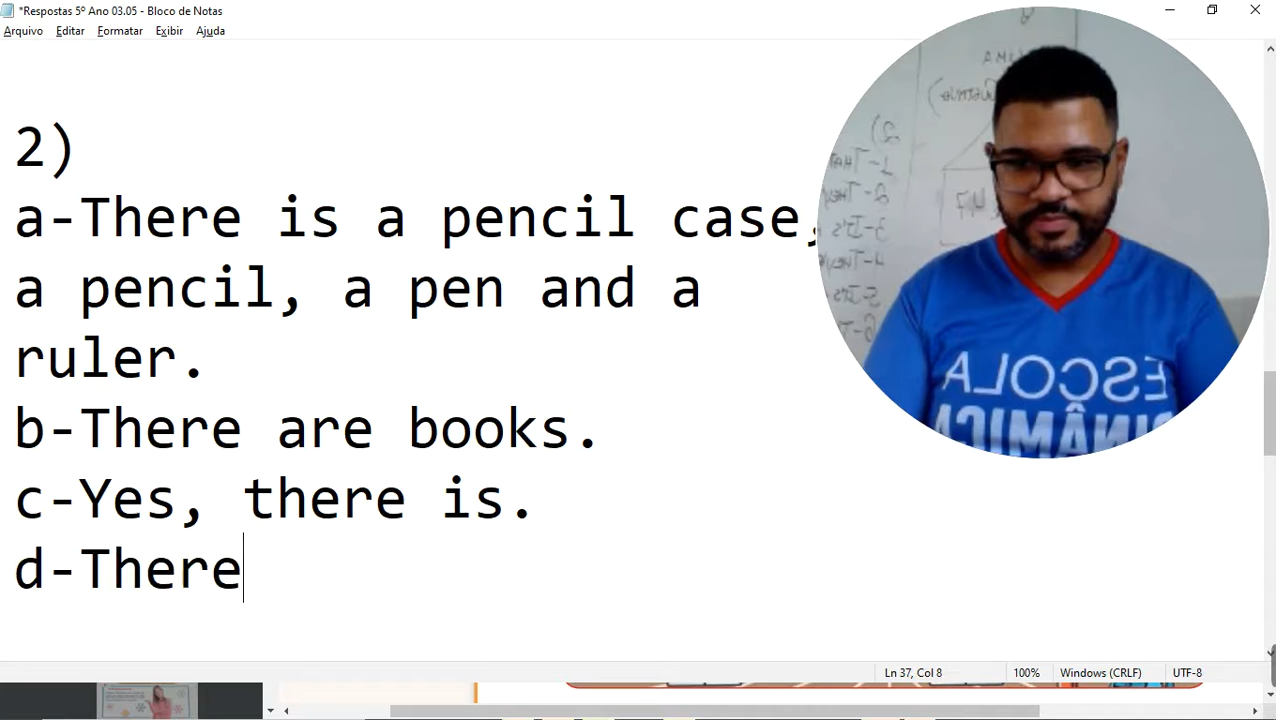 *Respostas 5º Ano 03.05 - Bloco de Notas
Arquivo Editar Formatar Exibir Ajuda
2)
a-There is a pencil case,
a pencil, a pen and a
ruler.
b-There are books.
c-Yes, there is.
d-There
ESCOLA
DINÂMICA
2)
Ln 37, Col 8 100% Windows (CRLF) UTF-8